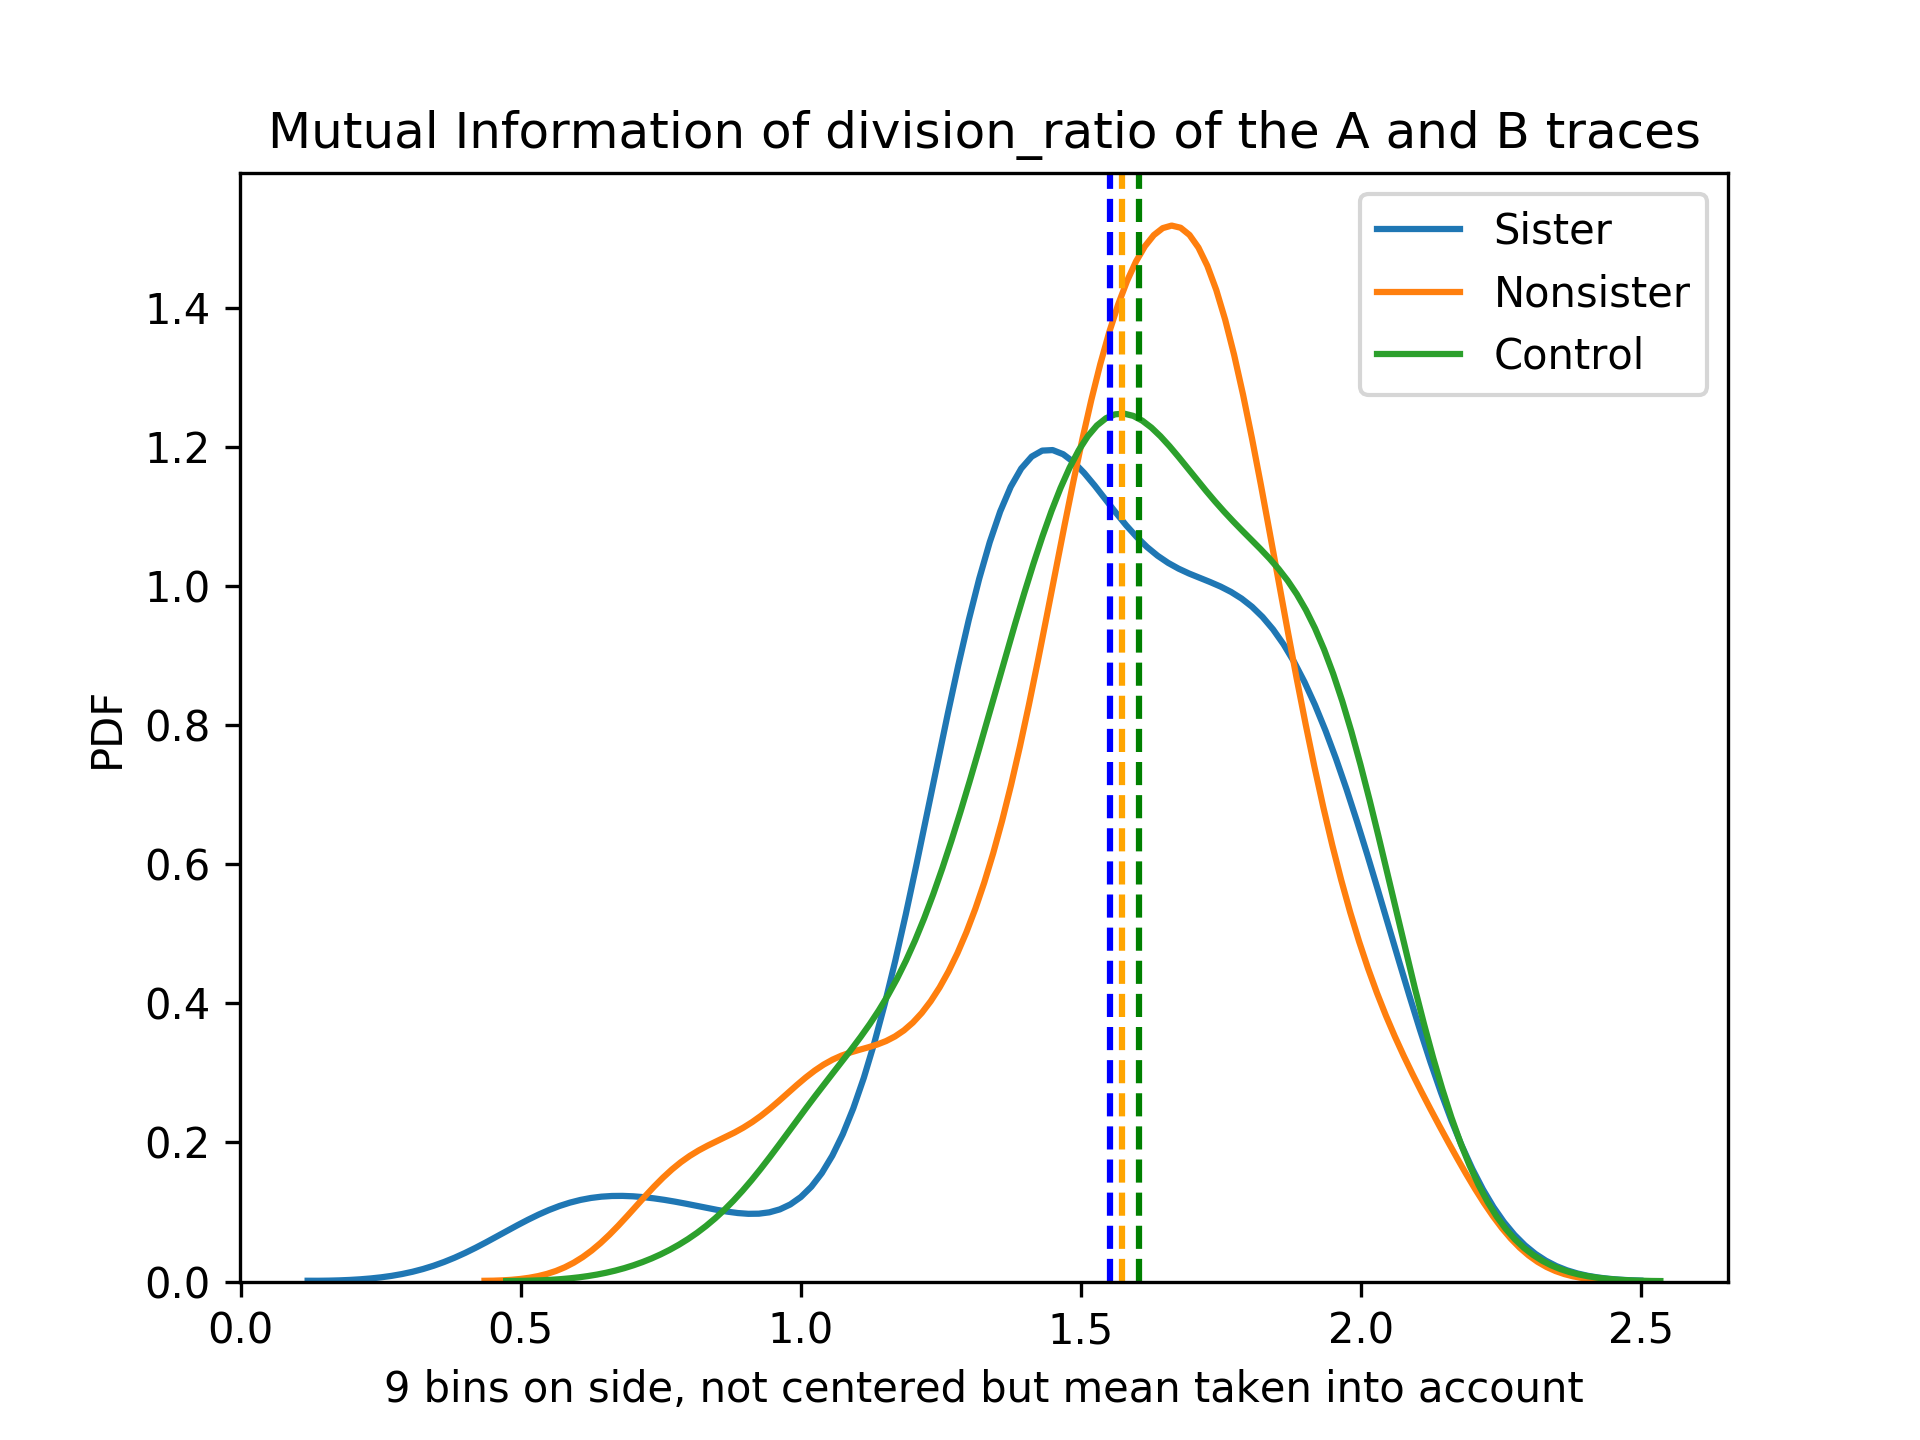 Mutual Information of division_ratio of the A and B traces
Sister
Nonsister
Control
1.4
1.2
1.0
0.8
0.6
0.4
0.2
0.0
PDF
0.0 0.5 1.0 1.5 2.0 2.5
9 bins on side, not centered but mean taken into account